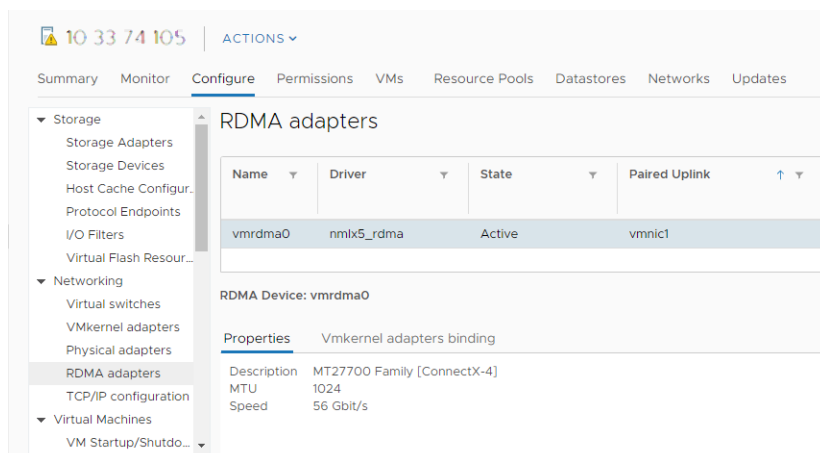 10 33 74 105 ACTIONS
Summary Monitor Configure Permissions VMs Resource Pools Datastores Networks Updates
Storage
Storage Adapters
Storage Devices
Host Cache Configur..
Protocol Endpoints
I/O Filters
Virtual Flash Resour...
Networking
Virtual switches
VMkernel adapters
Physical adapters
RDMA adapters
TCP/IP configuration
Virtual Machines
VM Startup/Shutdo...
RDMA adapters
Name Driver State Paired Uplink
vmrdma0 nmlx5_rdma Active vmnic1
RDMA Device: vmrdma0
Properties Vmkernel adapters binding
Description MT27700 Family [ConnectX-4]
MTU 1024
Speed 56 Gbit/s